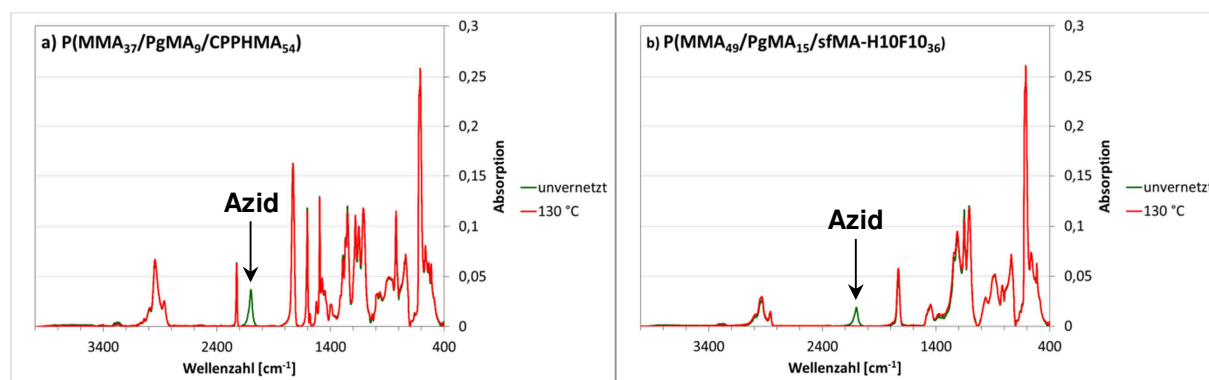 a) P(MMA₃₇/PgMA₉/CPPHMA₅₄)
0,3
0,25
0,2
0,15
0,1
0,05
0
Absorption
Azid
unvernetzt
130 °C
3400 2400 1400 400
Wellenzahl [cm⁻¹]
b) P(MMA₄₉/PgMA₁₅/sfMA-H10F10₃₆)
0,3
0,25
0,2
0,15
0,1
0,05
0
Absorption
Azid
unvernetzt
130 °C
3400 2400 1400 400
Wellenzahl [cm⁻¹]